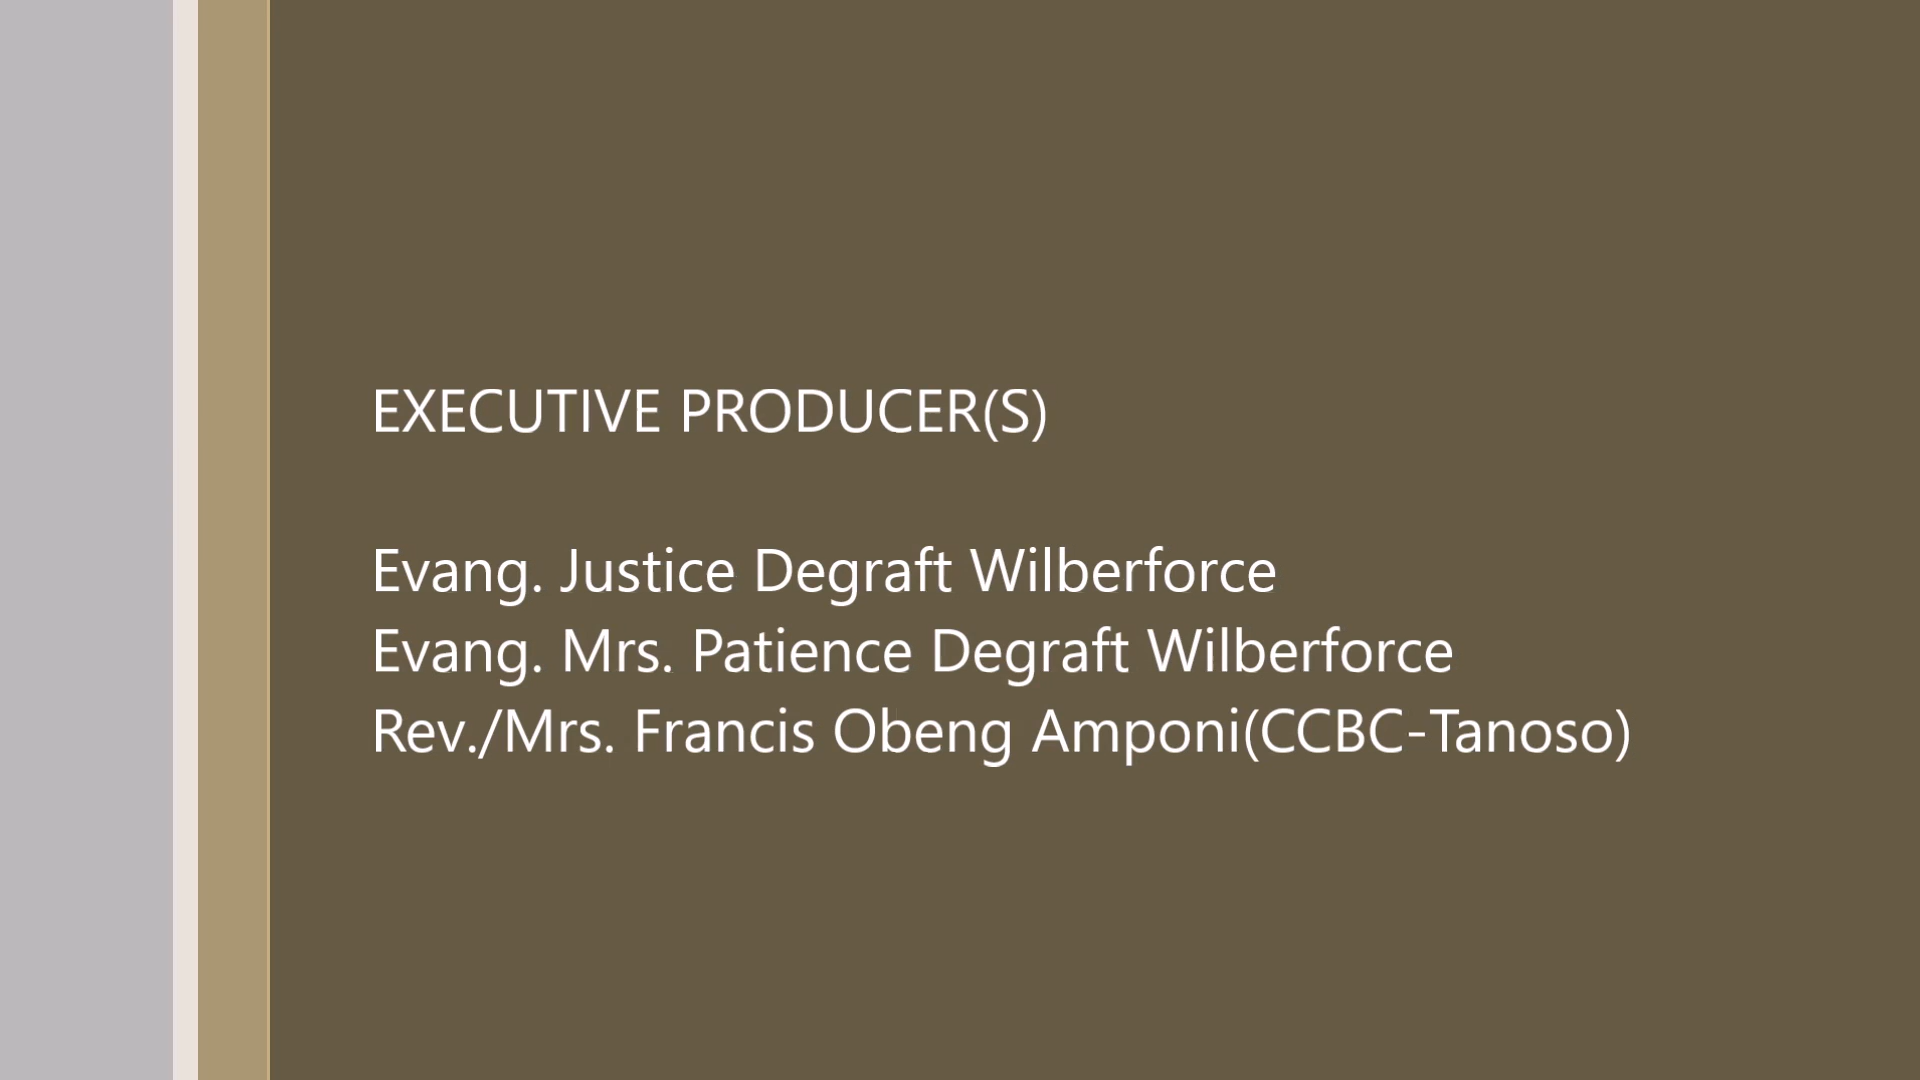 EXECUTIVE PRODUCER(S)
Evang. Justice Degraft Wilberforce
Evang. Mrs. Patience Degraft Wilberforce
Rev./Mrs. Francis Obeng Amponi(CCBC-Tanoso)